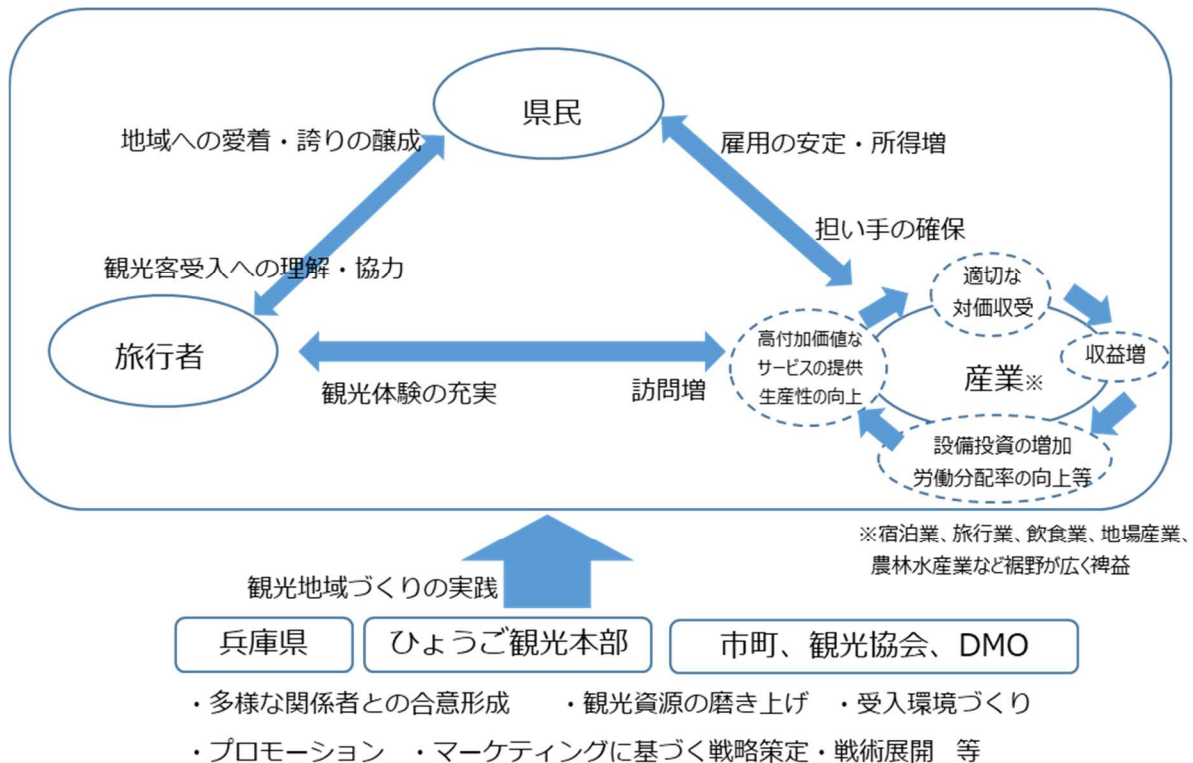 県民
地域への愛着・誇りの醸成
雇用の安定・所得増
担い手の確保
観光客受入への理解・協力
旅行者
観光体験の充実
訪問増
高付加価値な
サービスの提供
生産性の向上
適切な
対価収受
収益増
産業※
設備投資の増加
労働分配率の向上等
※宿泊業、旅行業、飲食業、地場産業、
農林水産業など裾野が広く裨益
観光地域づくりの実践
兵庫県
ひょうご観光本部
市町、観光協会、DMO
・多様な関係者との合意形成 ・観光資源の磨き上げ ・受入環境づくり
・プロモーション ・マーケティングに基づく戦略策定・戦術展開 等